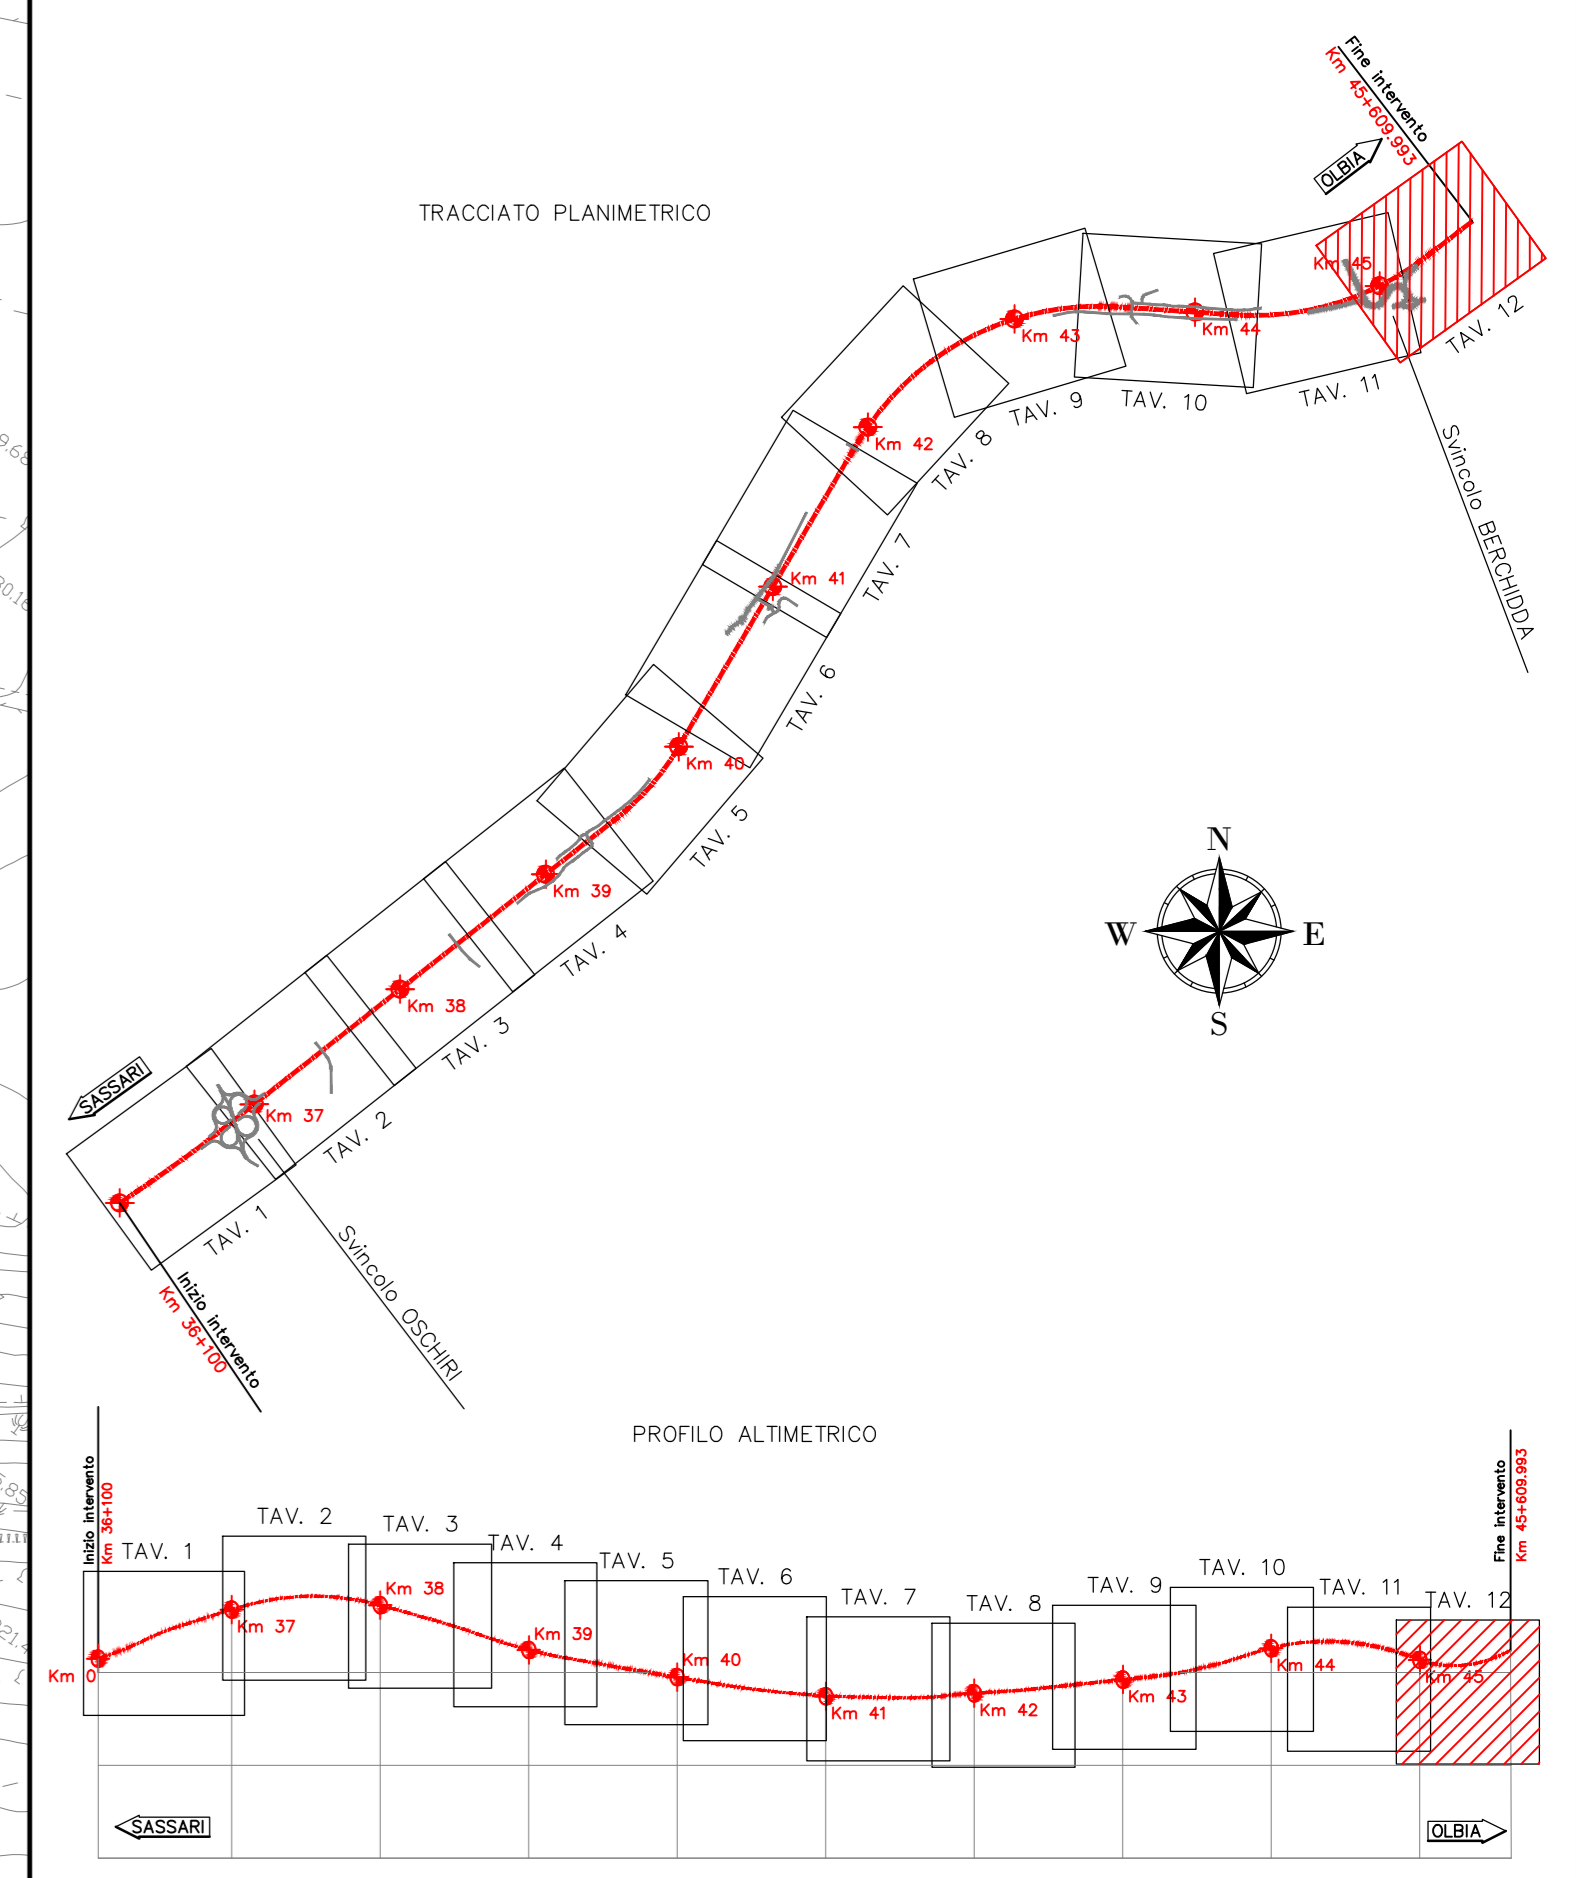 Fine intervento
Km 45+609.993
OLBIA
TRACCIATO PLANIMETRICO
Km 45
TAV. 12
Km 43
Km 44
TAV. 11
TAV. 10
TAV. 9
Km 42
TAV. 8
Svincolo BERCHIDDA
TAV. 7
Km 41
TAV. 6
Km 40
TAV. 5
N
W
E
S
Km 39
TAV. 4
Km 38
TAV. 3
SASSARI
Km 37
TAV. 2
TAV. 1
Svincolo OSCHIRI
Inizio intervento
Km 36+100
PROFILO ALTIMETRICO
Inizio intervento
Km 36+100
Fine intervento
Km 45+609.993
TAV. 1
TAV. 2
TAV. 3
TAV. 4
TAV. 5
TAV. 6
TAV. 7
TAV. 8
TAV. 9
TAV. 10
TAV. 11
TAV. 12
Km 0
Km 37
Km 38
Km 39
Km 40
Km 41
Km 42
Km 43
Km 44
Km 45
SASSARI
OLBIA